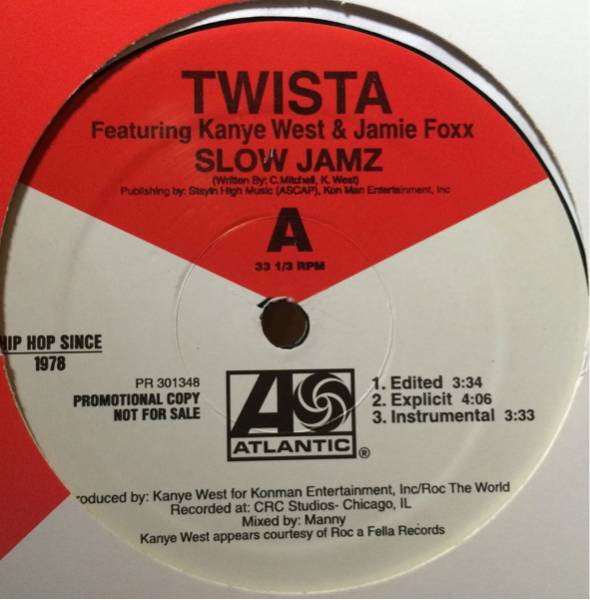 TWISTA
Featuring Kanye West & Jamie Foxx
SLOW JAMZ
(Written By: C.Mitchell, K. West)
Publishing by: Stayin High Music (ASCAP), Kon Man Entertainment, Inc
A
33 1/3 RPM
HIP HOP SINCE
1978
PR 301348
PROMOTIONAL COPY
NOT FOR SALE
ATLANTIC®
1. Edited 3:34
2. Explicit 4:06
3. Instrumental 3:33
roduced by: Kanye West for Konman Entertainment, Inc/Roc The World
Recorded at: CRC Studios- Chicago, IL
Mixed by: Manny
Kanye West appears courtesy of Roc a Fella Records